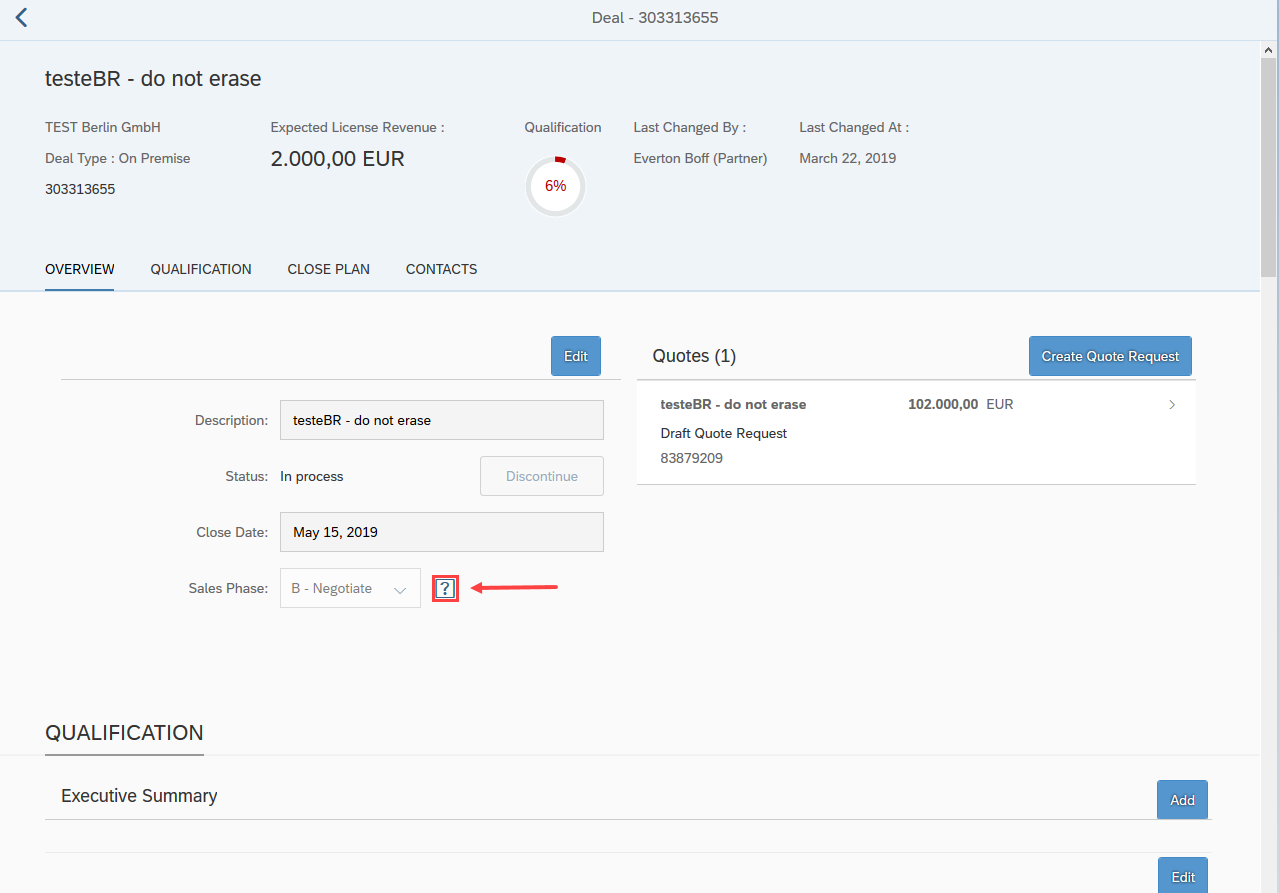 Deal - 303313655
testeBR - do not erase
TEST Berlin GmbH
Deal Type : On Premise
303313655
Expected License Revenue :
2.000,00 EUR
Qualification
6%
Last Changed By :
Everton Boff (Partner)
Last Changed At :
March 22, 2019
OVERVIEW
QUALIFICATION
CLOSE PLAN
CONTACTS
Edit
Description: testeBR - do not erase
Status: In process
Discontinue
Close Date: May 15, 2019
Sales Phase: B - Negotiate
?
Quotes (1)
Create Quote Request
testeBR - do not erase 102.000,00 EUR
Draft Quote Request
83879209
QUALIFICATION
Executive Summary
Add
Edit